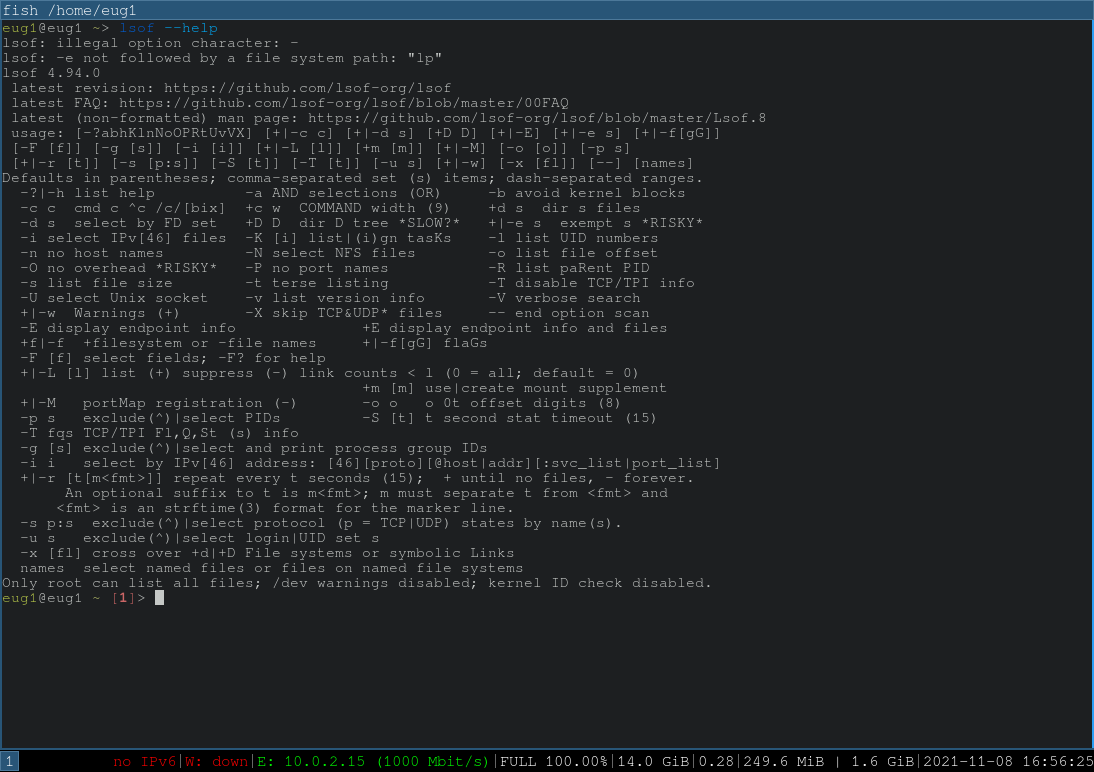 fish /home/eug1
eug1@eug1 ~> lsof --help
lsof: illegal option character: -
lsof: -e not followed by a file system path: "lp"
lsof 4.94.0
 latest revision: https://github.com/lsof-org/lsof
 latest FAQ: https://github.com/lsof-org/lsof/blob/master/00FAQ
 latest (non-formatted) man page: https://github.com/lsof-org/lsof/blob/master/Lsof.8
 usage: [-?abhKlnNoOPRtUvVX] [+|-c c] [+|-d s] [+D D] [+|-E] [+|-e s] [+|-f[gG]]
 [-F [f]] [-g [s]] [-i [i]] [+|-L [l]] [+m [m]] [+|-M] [-o [o]] [-p s]
 [+|-r [t]] [-s [p:s]] [-S [t]] [-T [t]] [-u s] [+|-w] [-x [fl]] [--] [names]
Defaults in parentheses; comma-separated set (s) items; dash-separated ranges.
  -?|-h list help          -a AND selections (OR)     -b avoid kernel blocks
  -c c  cmd c ^c /c/[bix]  +c w  COMMAND width (9)    +d s  dir s files
  -d s  select by FD set   +D D  dir D tree *SLOW?*   +|-e s  exempt s *RISKY*
  -i select IPv[46] files  -K [i] list|(i)gn tasKs    -l list UID numbers
  -n no host names         -N select NFS files        -o list file offset
  -O no overhead *RISKY*   -P no port names           -R list paRent PID
  -s list file size        -t terse listing           -T disable TCP/TPI info
  -U select Unix socket    -v list version info       -V verbose search
  +|-w  Warnings (+)       -X skip TCP&UDP* files     -- end option scan
  -E display endpoint info              +E display endpoint info and files
  +f|-f  +filesystem or -file names     +|-f[gG] flaGs
  -F [f] select fields; -F? for help
  +|-L [l] list (+) suppress (-) link counts < l (0 = all; default = 0)
                                        +m [m] use|create mount supplement
  +|-M   portMap registration (-)       -o o   o 0t offset digits (8)
  -p s   exclude(^)|select PIDs         -S [t] t second stat timeout (15)
  -T fqs TCP/TPI Fl,Q,St (s) info
  -g [s] exclude(^)|select and print process group IDs
  -i i   select by IPv[46] address: [46][proto][@host|addr][:svc_list|port_list]
  +|-r [t[m<fmt>]] repeat every t seconds (15);  + until no files, - forever.
       An optional suffix to t is m<fmt>; m must separate t from <fmt> and
      <fmt> is an strftime(3) format for the marker line.
  -s p:s  exclude(^)|select protocol (p = TCP|UDP) states by name(s).
  -u s   exclude(^)|select login|UID set s
  -x [fl] cross over +d|+D File systems or symbolic Links
  names  select named files or files on named file systems
Only root can list all files; /dev warnings disabled; kernel ID check disabled.
eug1@eug1 ~ [1]>
1 no IPv6|W: down|E: 10.0.2.15 (1000 Mbit/s)|FULL 100.00%|14.0 GiB|0.28|249.6 MiB | 1.6 GiB|2021-11-08 16:56:25